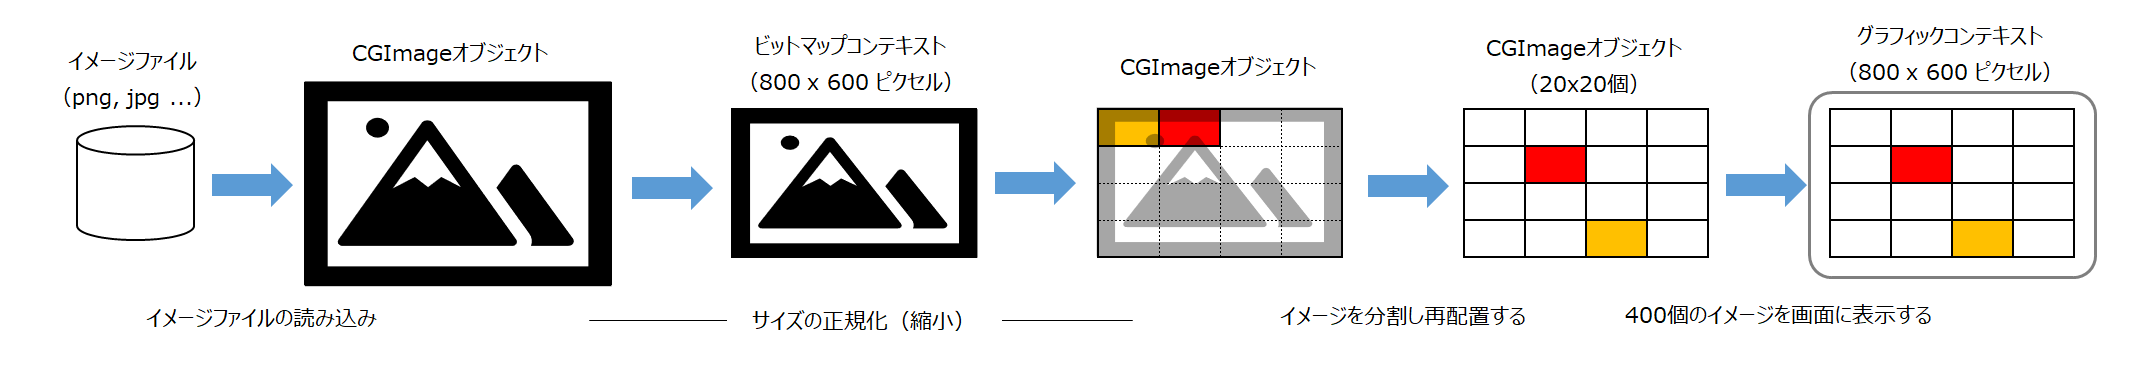 イメージファイル
(png, jpg …)
CGImageオブジェクト
ビットマップコンテキスト
(800 x 600 ピクセル)
CGImageオブジェクト
CGImageオブジェクト
(20x20個)
グラフィックコンテキスト
(800 x 600 ピクセル)
イメージファイルの読み込み
サイズの正規化（縮小）
イメージを分割し再配置する
400個のイメージを画面に表示する